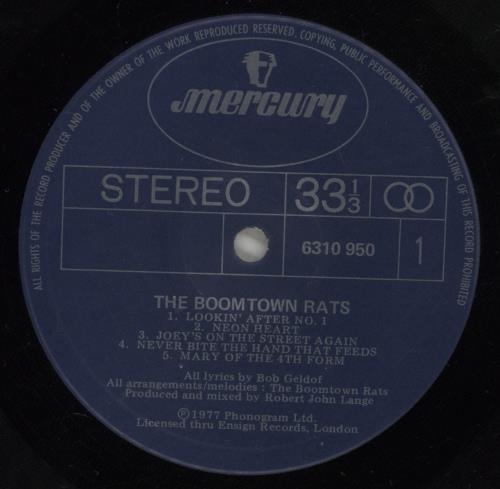 ALL RIGHTS OF THE RECORD PRODUCER AND OF THE OWNER OF THE WORK REPRODUCED RESERVED. COPYING, PUBLIC PERFORMANCE AND BROADCASTING OF THIS RECORD PROHIBITED
mercury
STEREO 33 1/3
6310 950 1
THE BOOMTOWN RATS
1. LOOKIN' AFTER NO. 1
2. NEON HEART
3. JOEY'S ON THE STREET AGAIN
4. NEVER BITE THE HAND THAT FEEDS
5. MARY OF THE 4TH FORM
All lyrics by Bob Geldof
All arrangements/melodies : The Boomtown Rats
Produced and mixed by Robert John Lange
Ⓟ1977 Phonogram Ltd.
Licensed thru Ensign Records, London